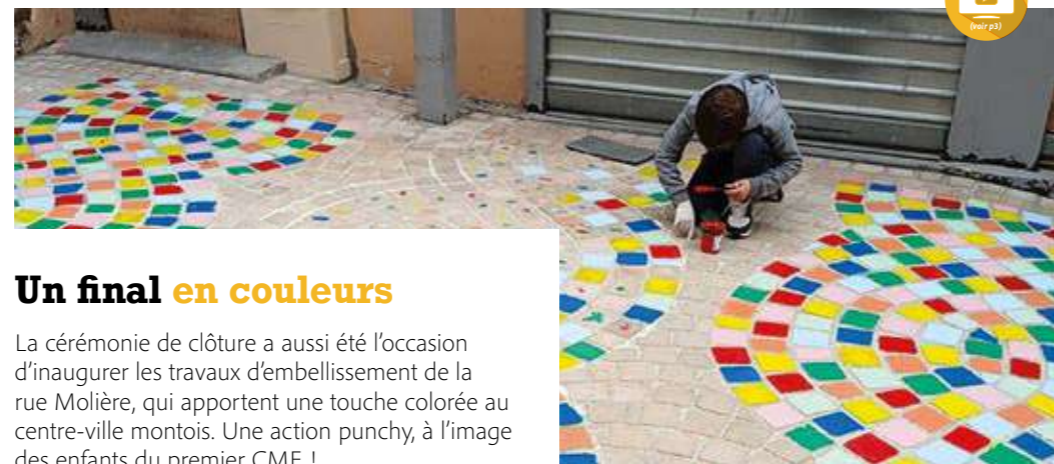 (voir p3)
Un final en couleurs
La cérémonie de clôture a aussi été l’occasion
d’inaugurer les travaux d’embellissement de la
rue Molière, qui apportent une touche colorée au
centre-ville montois. Une action punchy, à l’image
des enfants du premier CME !